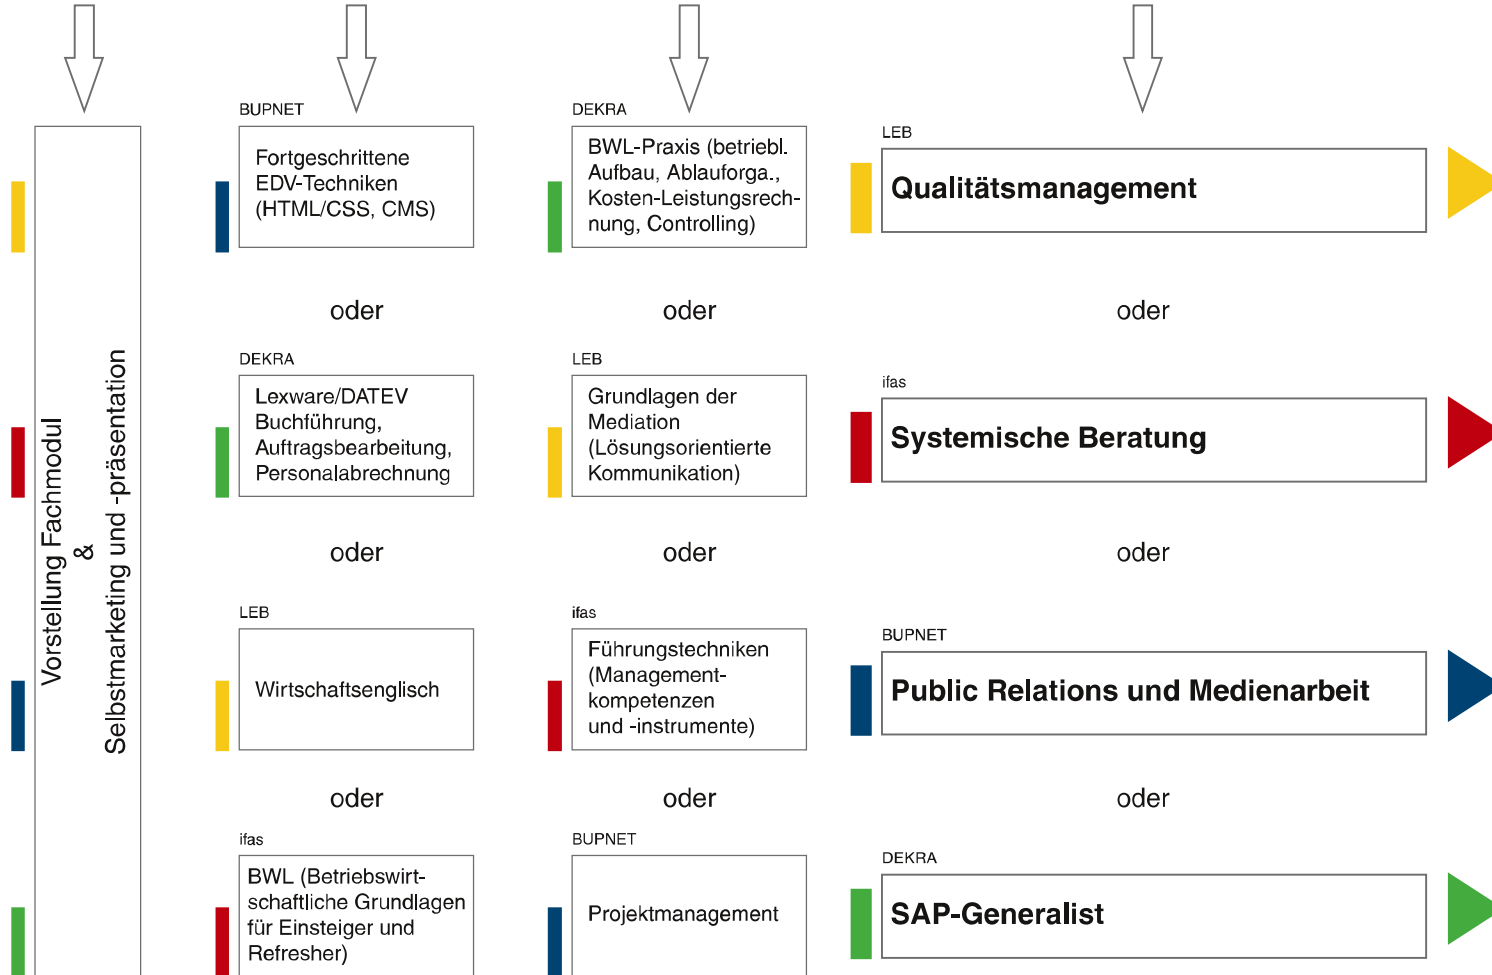 Vorstellung Fachmodul
&
Selbstmarketing und -präsentation
BUPNET
Fortgeschrittene
EDV-Techniken
(HTML/CSS, CMS)
oder
DEKRA
Lexware/DATEV
Buchführung,
Auftragsbearbeitung,
Personalabrechnung
oder
LEB
Wirtschaftsenglisch
oder
ifas
BWL (Betriebswirt-
schaftliche Grundlagen
für Einsteiger und
Refresher)
DEKRA
BWL-Praxis (betriebl.
Aufbau, Ablauforga.,
Kosten-Leistungsrech-
nung, Controlling)
oder
LEB
Grundlagen der
Mediation
(Lösungsorientierte
Kommunikation)
oder
ifas
Führungstechniken
(Management-
kompetenzen
und -instrumente)
oder
BUPNET
Projektmanagement
LEB
Qualitätsmanagement
oder
ifas
Systemische Beratung
oder
BUPNET
Public Relations und Medienarbeit
oder
DEKRA
SAP-Generalist